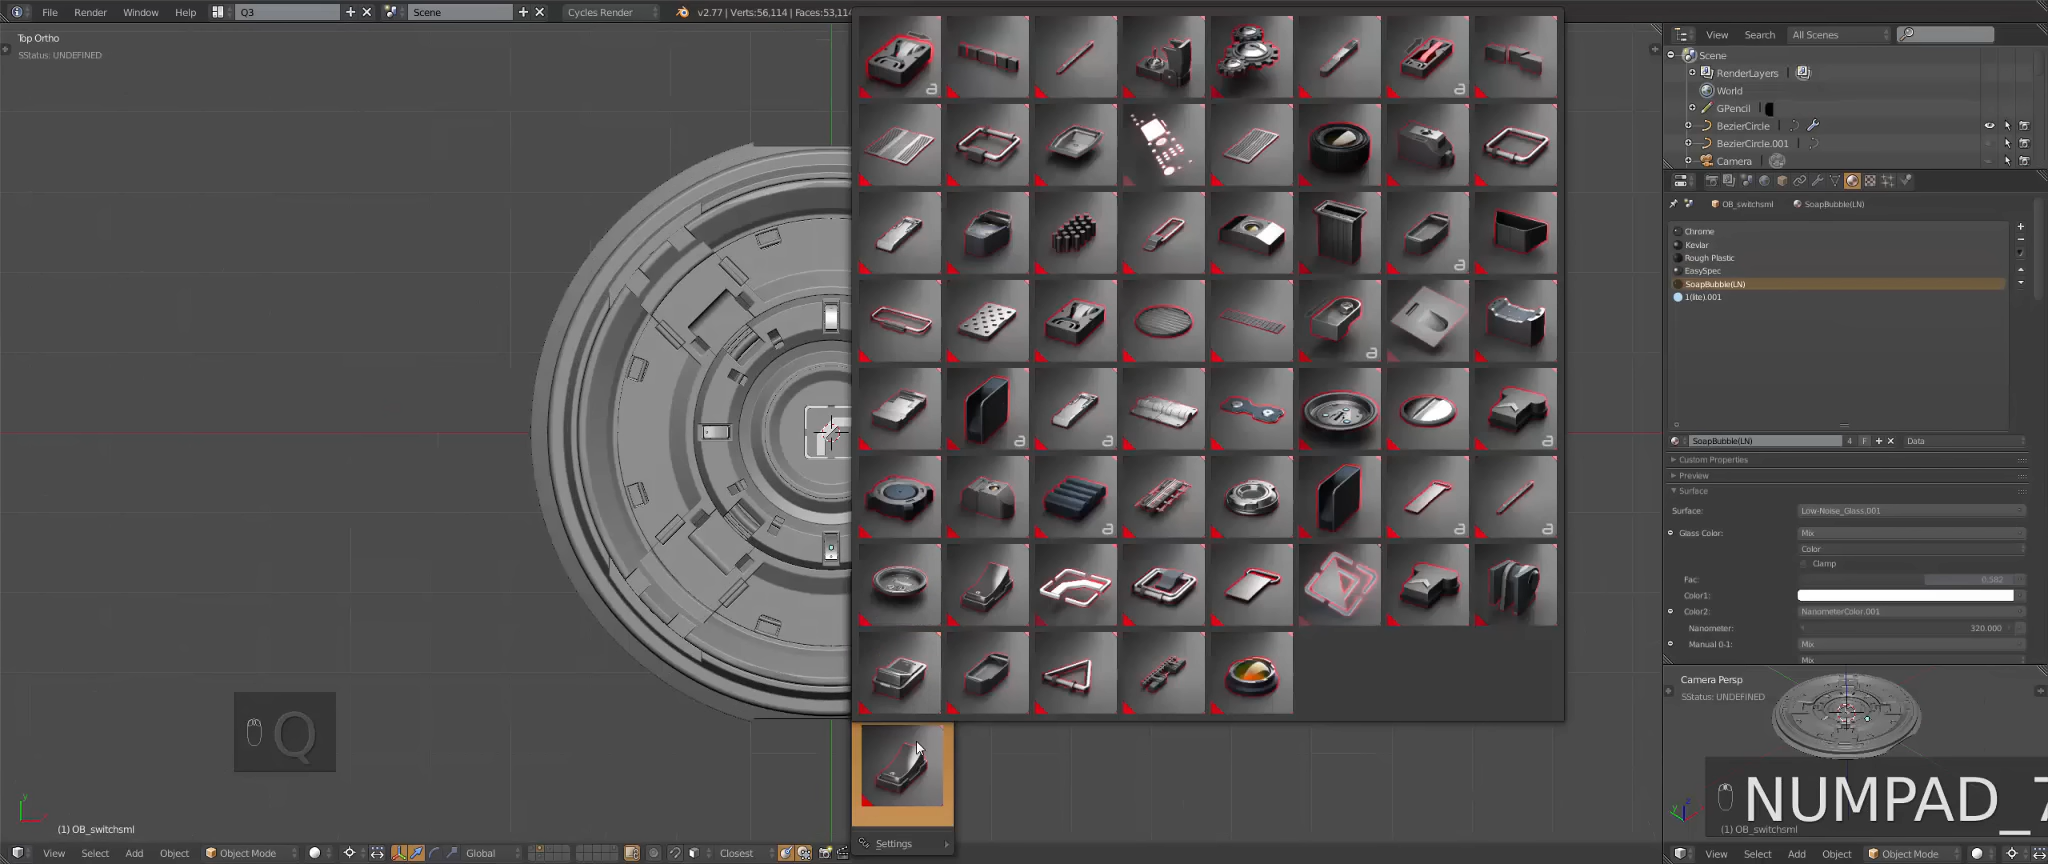 File Render Window Help Q3 Scene Cycles Render v2.77 | Verts:56,114 | Faces:53,114
Top Ortho
SStatus: UNDEFINED
a a
a
a
a a a
a a a
Q
(1) OB_switchsml
View Select Add Object Object Mode Global Closest
Settings
View Search All Scenes
Scene
RenderLayers
World
GPencil
BezierCircle
BezierCircle.001
Camera
OB_switchsml SoapBubble(LN)
Chrome
Kevlar
Rough Plastic
EasySpec
SoapBubble(LN)
1(lite).001
SoapBubble(LN) 4 F Data
Custom Properties
Preview
Surface
Surface: Low-Noise_Glass.001
Glass Color: Mix
Color
Clamp
Fac: 0.582
Color1:
Color2: NanometerColor.001
Nanometer: 320.000
Manual 0-1: Mix
Mix
Camera Persp
SStatus: UNDEFINED
NUMPAD_7
(1) OB_switchsml
View Select Add Object Object Mode